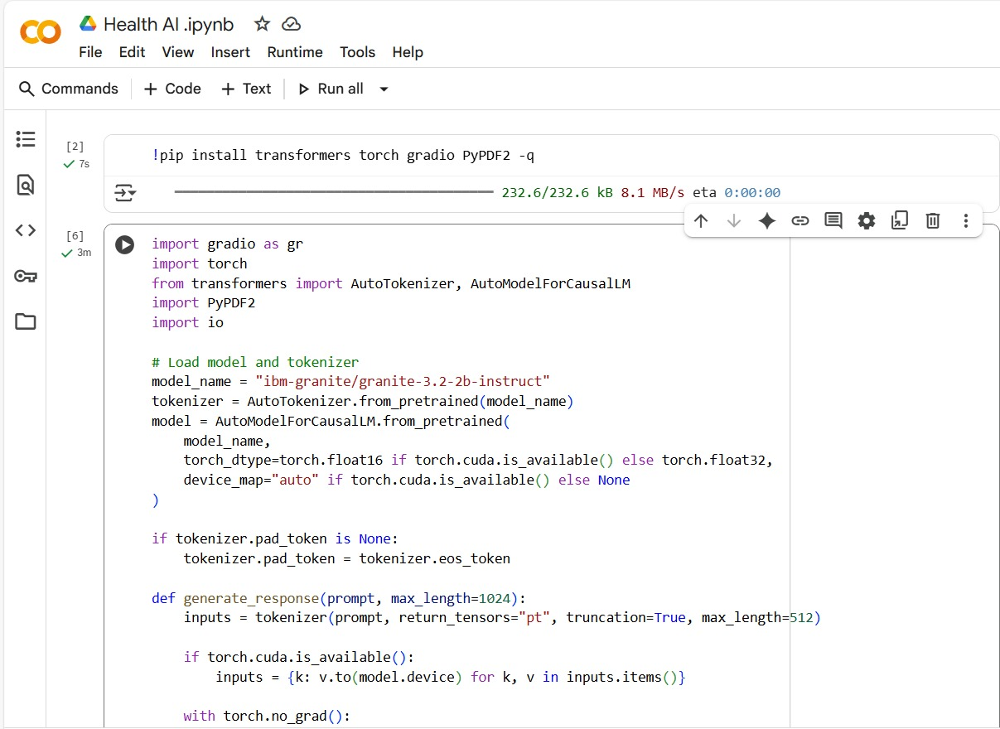 Health AI .ipynb
File Edit View Insert Runtime Tools Help
Commands + Code + Text Run all
[2]
7s
!pip install transformers torch gradio PyPDF2 -q
232.6/232.6 kB 8.1 MB/s eta 0:00:00
[6]
3m
import gradio as gr
import torch
from transformers import AutoTokenizer, AutoModelForCausalLM
import PyPDF2
import io
# Load model and tokenizer
model_name = "ibm-granite/granite-3.2-2b-instruct"
tokenizer = AutoTokenizer.from_pretrained(model_name)
model = AutoModelForCausalLM.from_pretrained(
    model_name,
    torch_dtype=torch.float16 if torch.cuda.is_available() else torch.float32,
    device_map="auto" if torch.cuda.is_available() else None
)
if tokenizer.pad_token is None:
    tokenizer.pad_token = tokenizer.eos_token
def generate_response(prompt, max_length=1024):
    inputs = tokenizer(prompt, return_tensors="pt", truncation=True, max_length=512)
    if torch.cuda.is_available():
        inputs = {k: v.to(model.device) for k, v in inputs.items()}
    with torch.no_grad():